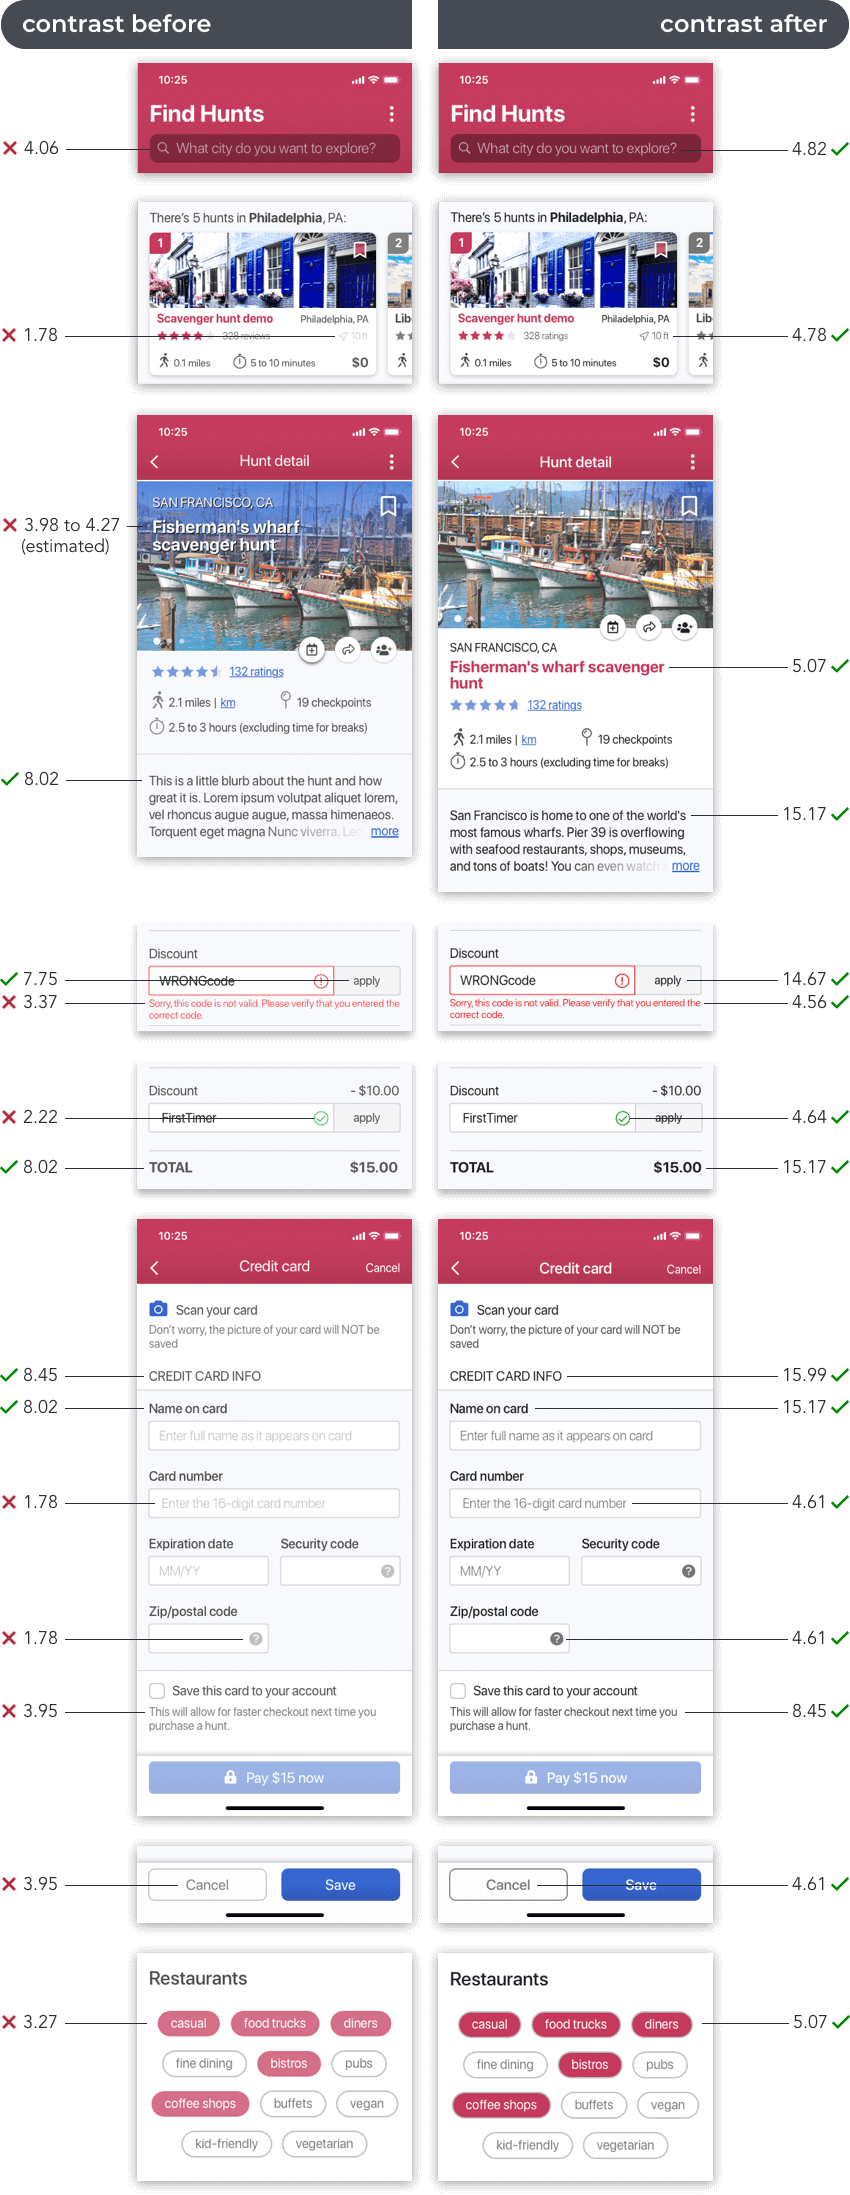 contrast before
contrast after
10:25
10:25
Find Hunts
Find Hunts
4.06
What city do you want to explore?
What city do you want to explore?
4.82
There's 5 hunts in Philadelphia, PA:
There's 5 hunts in Philadelphia, PA:
1
2
1
2
Scavenger hunt demo
Philadelphia, PA
Lib
Scavenger hunt demo
Philadelphia, PA
Lib
1.78
328 reviews
10 ft
328 ratings
10 ft
4.78
0.1 miles
5 to 10 minutes
$0
0.1 miles
5 to 10 minutes
$0
10:25
10:25
Hunt detail
Hunt detail
SAN FRANCISCO, CA
3.98 to 4.27
(estimated)
Fisherman's wharf
scavenger hunt
SAN FRANCISCO, CA
Fisherman's wharf scavenger
hunt
5.07
132 ratings
132 ratings
2.1 miles | km
19 checkpoints
2.1 miles | km
19 checkpoints
2.5 to 3 hours (excluding time for breaks)
2.5 to 3 hours (excluding time for breaks)
8.02
This is a little blurb about the hunt and how
great it is. Lorem ipsum volutpat aliquet lorem,
vel rhoncus augue augue, massa himenaeos.
Torquent eget magna Nunc viverra. Lec more
San Francisco is home to one of the world's
most famous wharfs. Pier 39 is overflowing
with seafood restaurants, shops, museums,
and tons of boats! You can even watch more
15.17
Discount
Discount
7.75
WRONGcode
apply
WRONGcode
apply
14.67
3.37
Sorry, this code is not valid. Please verify that you entered the
correct code.
Sorry, this code is not valid. Please verify that you entered the
correct code.
4.56
Discount
- $10.00
Discount
- $10.00
2.22
FirstTimer
apply
FirstTimer
apply
4.64
8.02
TOTAL
$15.00
TOTAL
$15.00
15.17
10:25
10:25
Credit card
Cancel
Credit card
Cancel
Scan your card
Scan your card
Don't worry, the picture of your card will NOT be
saved
Don't worry, the picture of your card will NOT be
saved
8.45
CREDIT CARD INFO
CREDIT CARD INFO
15.99
8.02
Name on card
Name on card
15.17
Enter full name as it appears on card
Enter full name as it appears on card
Card number
Card number
1.78
Enter the 16-digit card number
Enter the 16-digit card number
4.61
Expiration date
Security code
Expiration date
Security code
MM/YY
?
MM/YY
?
Zip/postal code
Zip/postal code
1.78
?
?
4.61
Save this card to your account
Save this card to your account
3.95
This will allow for faster checkout next time you
purchase a hunt.
This will allow for faster checkout next time you
purchase a hunt.
8.45
Pay $15 now
Pay $15 now
3.95
Cancel
Save
Cancel
Save
4.61
Restaurants
Restaurants
3.27
casual
food trucks
diners
casual
food trucks
diners
5.07
fine dining
bistros
pubs
fine dining
bistros
pubs
coffee shops
buffets
vegan
coffee shops
buffets
vegan
kid-friendly
vegetarian
kid-friendly
vegetarian